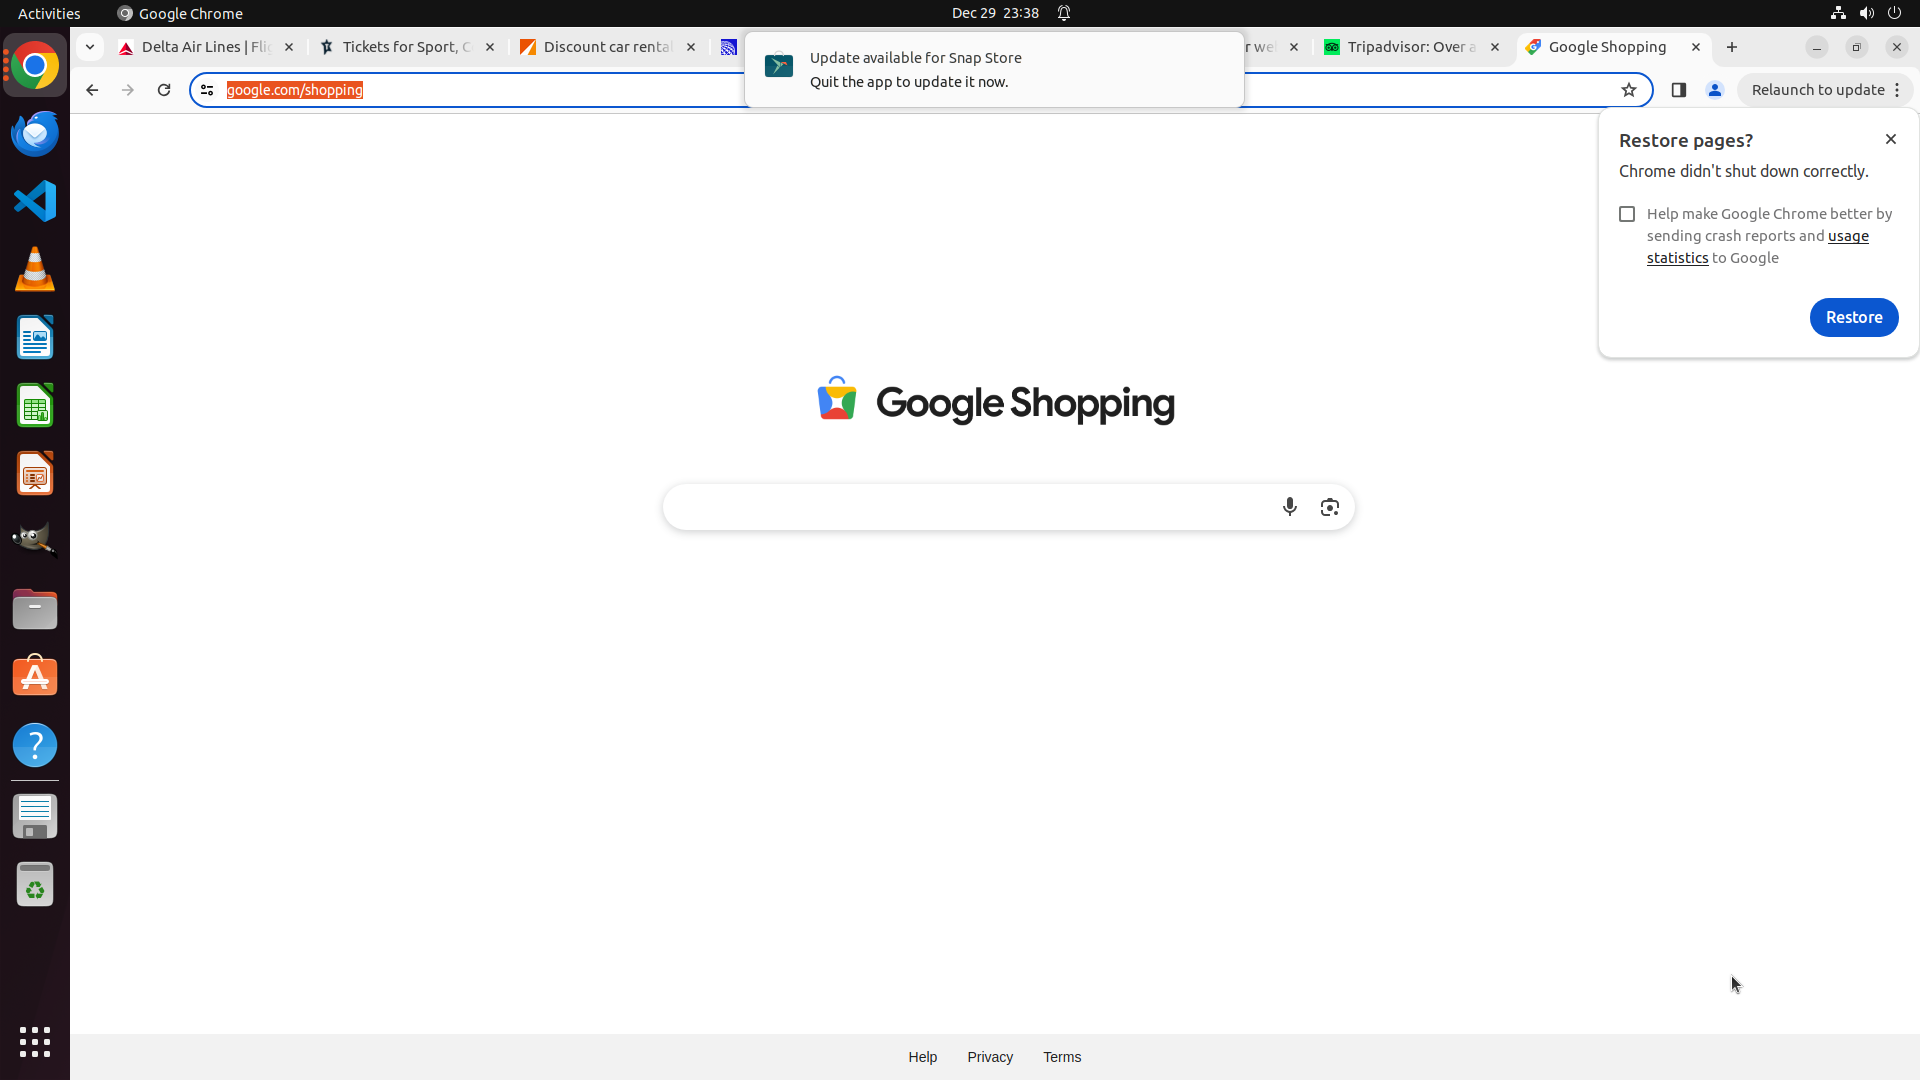 Activities
Google Chrome
Dec 29 23:38
Delta Air Lines | Flig
Tickets for Sport, C
Discount car rental
r wel
Tripadvisor: Over a
Google Shopping
Update available for Snap Store
Quit the app to update it now.
google.com/shopping
Relaunch to update
Restore pages?
Chrome didn't shut down correctly.
Help make Google Chrome better by
sending crash reports and usage
statistics to Google
Restore
Google Shopping
Help
Privacy
Terms